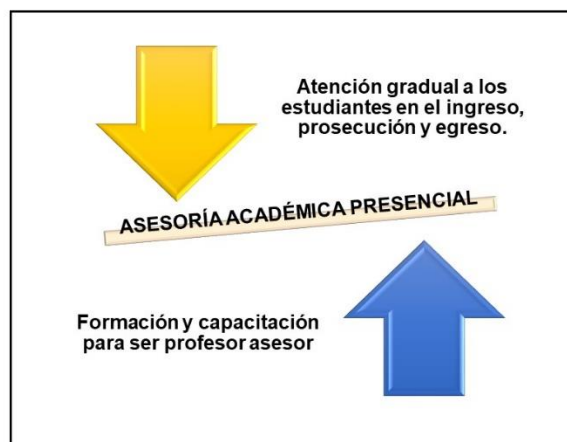 Atención gradual a los
estudiantes en el ingreso,
prosecución y egreso.
ASESORÍA ACADÉMICA PRESENCIAL
Formación y capacitación
para ser profesor asesor